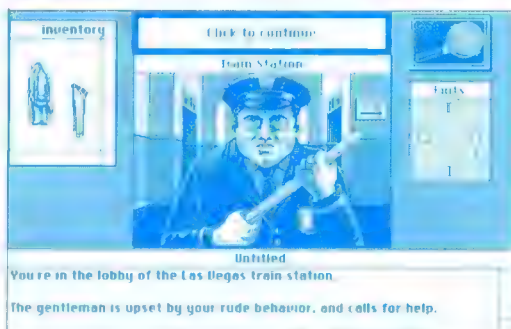 inventory
Click to continue
Train Station
Exits
Untitled
You're in the lobby of the Las Vegas train station.
The gentleman is upset by your rude behavior, and calls for help.